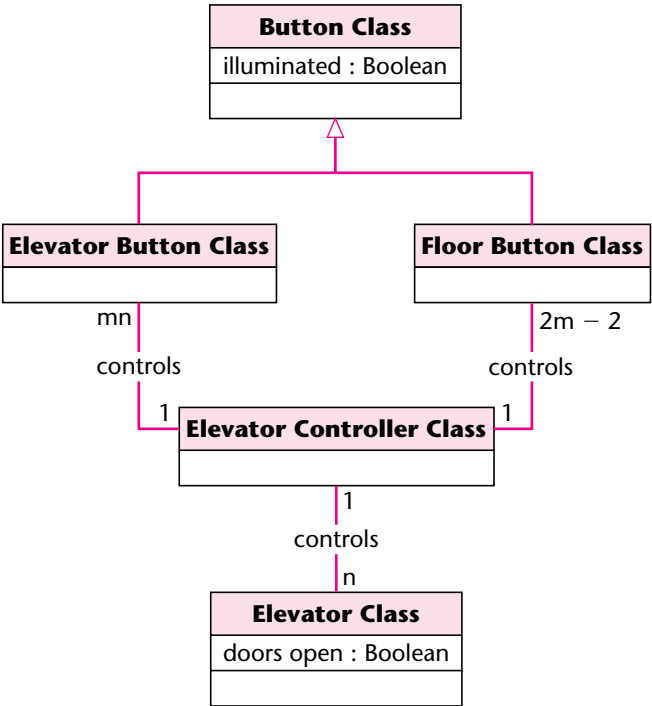 Button Class
illuminated : Boolean
Elevator Button Class
Floor Button Class
mn
2m − 2
controls
controls
1
1
Elevator Controller Class
1
controls
n
Elevator Class
doors open : Boolean